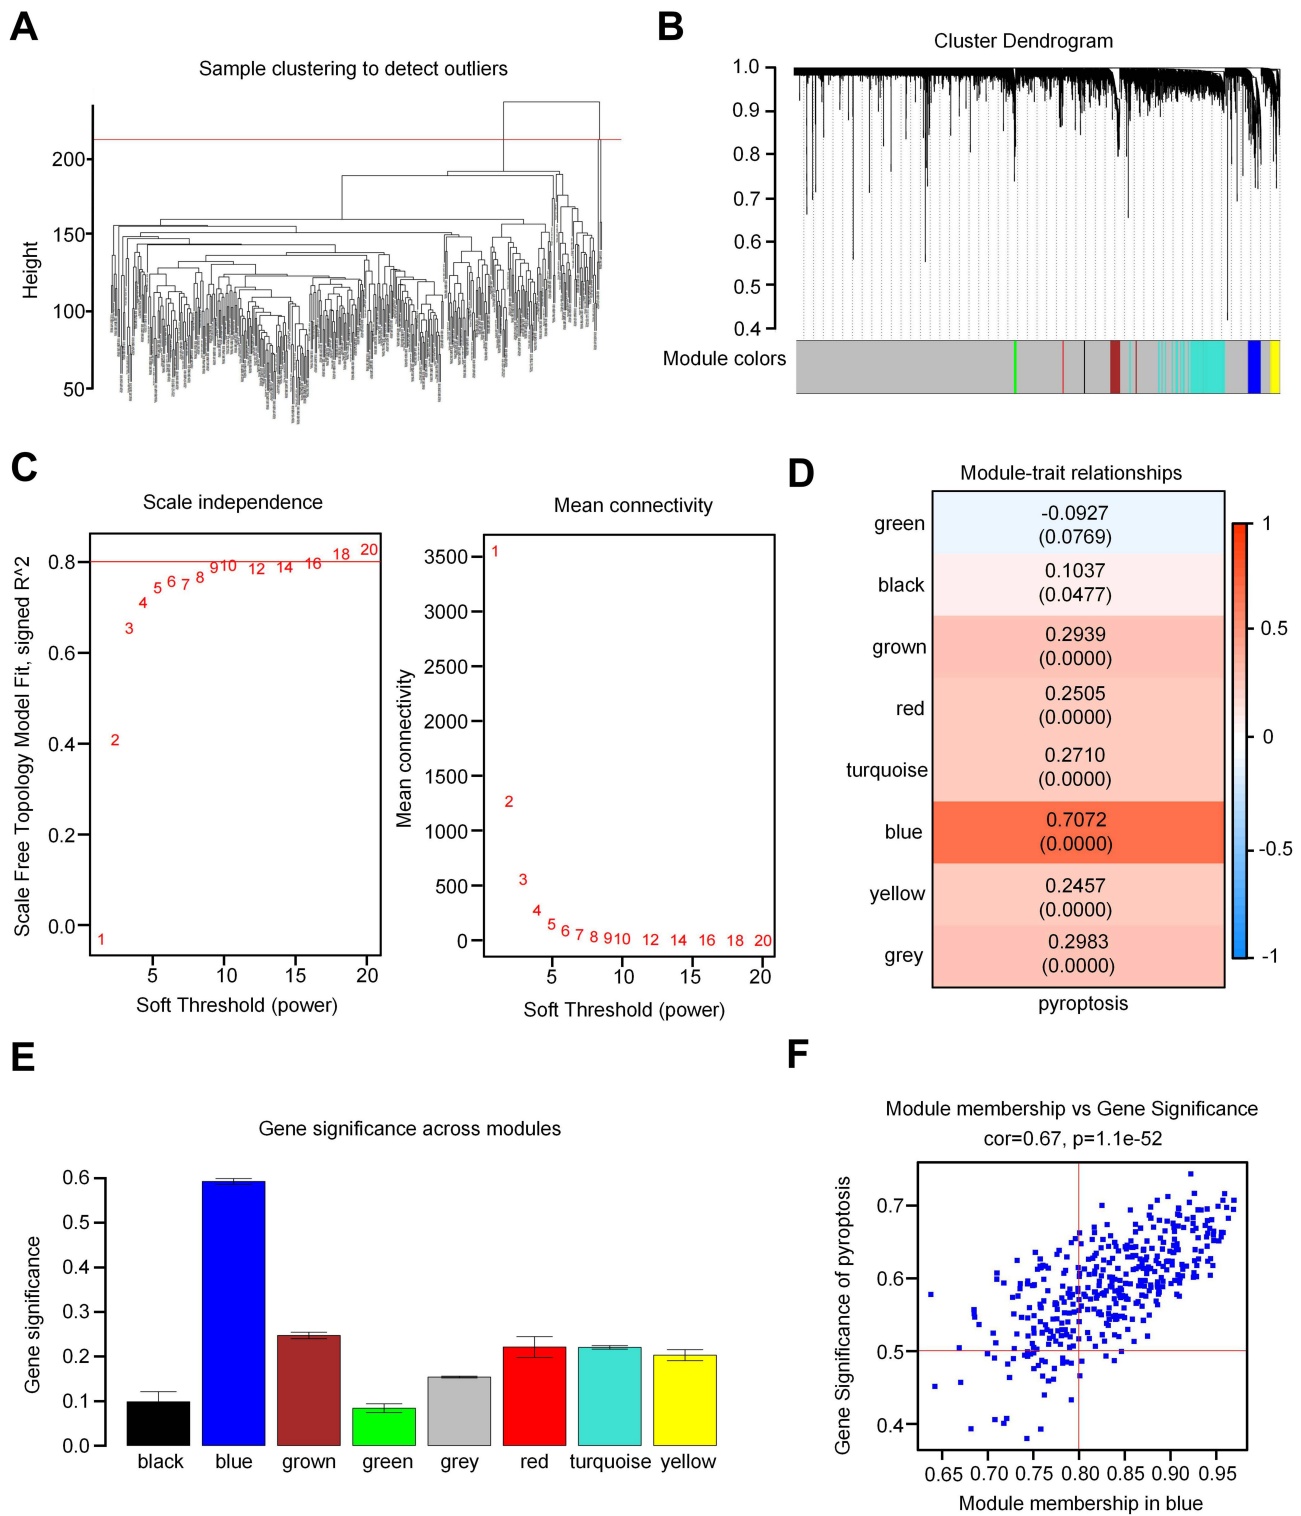 A
Sample clustering to detect outliers
Height
200
150
100
50
B
Cluster Dendrogram
1.0
0.9
0.8
0.7
0.6
0.5
0.4
Module colors
C
Scale independence
Scale Free Topology Model Fit, signed R^2
0.8
0.6
0.4
0.2
0.0
1
2
3
4
5
6
7
8
9
10
12
14
16
18
20
5
10
15
20
Soft Threshold (power)
Mean connectivity
Mean connectivity
3500
3000
2500
2000
1500
1000
500
0
1
2
3
4
5
6
7
8
9
10
12
14
16
18
20
5
10
15
20
Soft Threshold (power)
D
Module-trait relationships
green
-0.0927
(0.0769)
black
0.1037
(0.0477)
grown
0.2939
(0.0000)
red
0.2505
(0.0000)
turquoise
0.2710
(0.0000)
blue
0.7072
(0.0000)
yellow
0.2457
(0.0000)
grey
0.2983
(0.0000)
pyroptosis
1
0.5
0
-0.5
-1
E
Gene significance across modules
Gene significance
0.6
0.5
0.4
0.3
0.2
0.1
0.0
black
blue
grown
green
grey
red
turquoise
yellow
F
Module membership vs Gene Significance
cor=0.67, p=1.1e-52
Gene Significance of pyroptosis
0.7
0.6
0.5
0.4
0.65
0.70
0.75
0.80
0.85
0.90
0.95
Module membership in blue